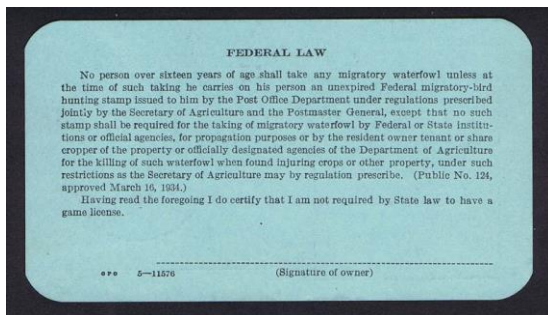 FEDERAL LAW
No person over sixteen years of age shall take any migratory waterfowl unless at
the time of such taking he carries on his person an unexpired Federal migratory-bird
hunting stamp issued to him by the Post Office Department under regulations prescribed
jointly by the Secretary of Agriculture and the Postmaster General, except that no such
stamp shall be required for the taking of migratory waterfowl by Federal or State institu-
tions or official agencies, for propagation purposes or by the resident owner tenant or share
cropper of the property or officially designated agencies of the Department of Agriculture
for the killing of such waterfowl when found injuring crops or other property, under such
restrictions as the Secretary of Agriculture may by regulation prescribe. (Public No. 124,
approved March 16, 1934.)
Having read the foregoing I do certify that I am not required by State law to have a
game license.
GPO 5—11576 (Signature of owner)